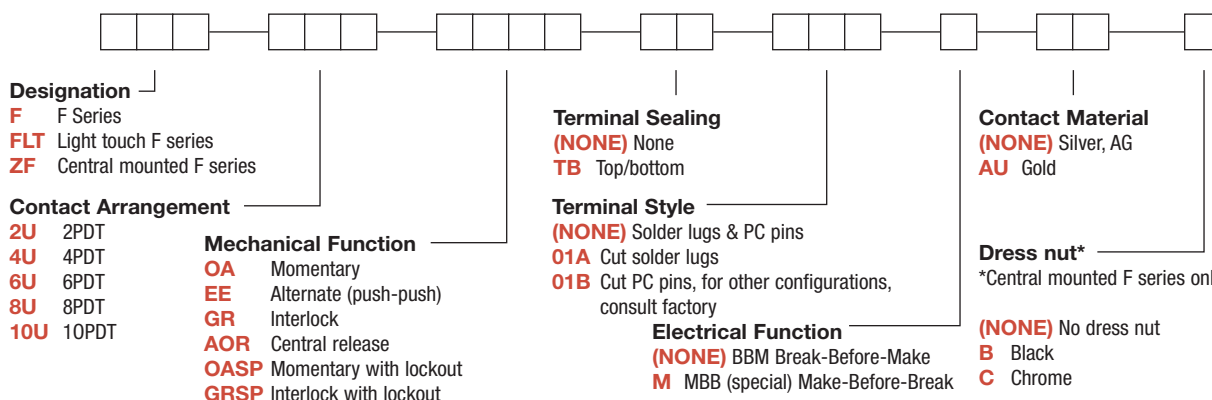 Designation
F F Series
FLT Light touch F series
ZF Central mounted F series
Contact Arrangement
2U 2PDT
4U 4PDT
6U 6PDT
8U 8PDT
10U 10PDT
Mechanical Function
OA Momentary
EE Alternate (push-push)
GR Interlock
AOR Central release
OASP Momentary with lockout
GRSP Interlock with lockout
Terminal Sealing
(NONE) None
TB Top/bottom
Terminal Style
(NONE) Solder lugs & PC pins
01A Cut solder lugs
01B Cut PC pins, for other configurations,
consult factory
Electrical Function
(NONE) BBM Break-Before-Make
M MBB (special) Make-Before-Break
Contact Material
(NONE) Silver, AG
AU Gold
Dress nut*
*Central mounted F series onl
(NONE) No dress nut
B Black
C Chrome